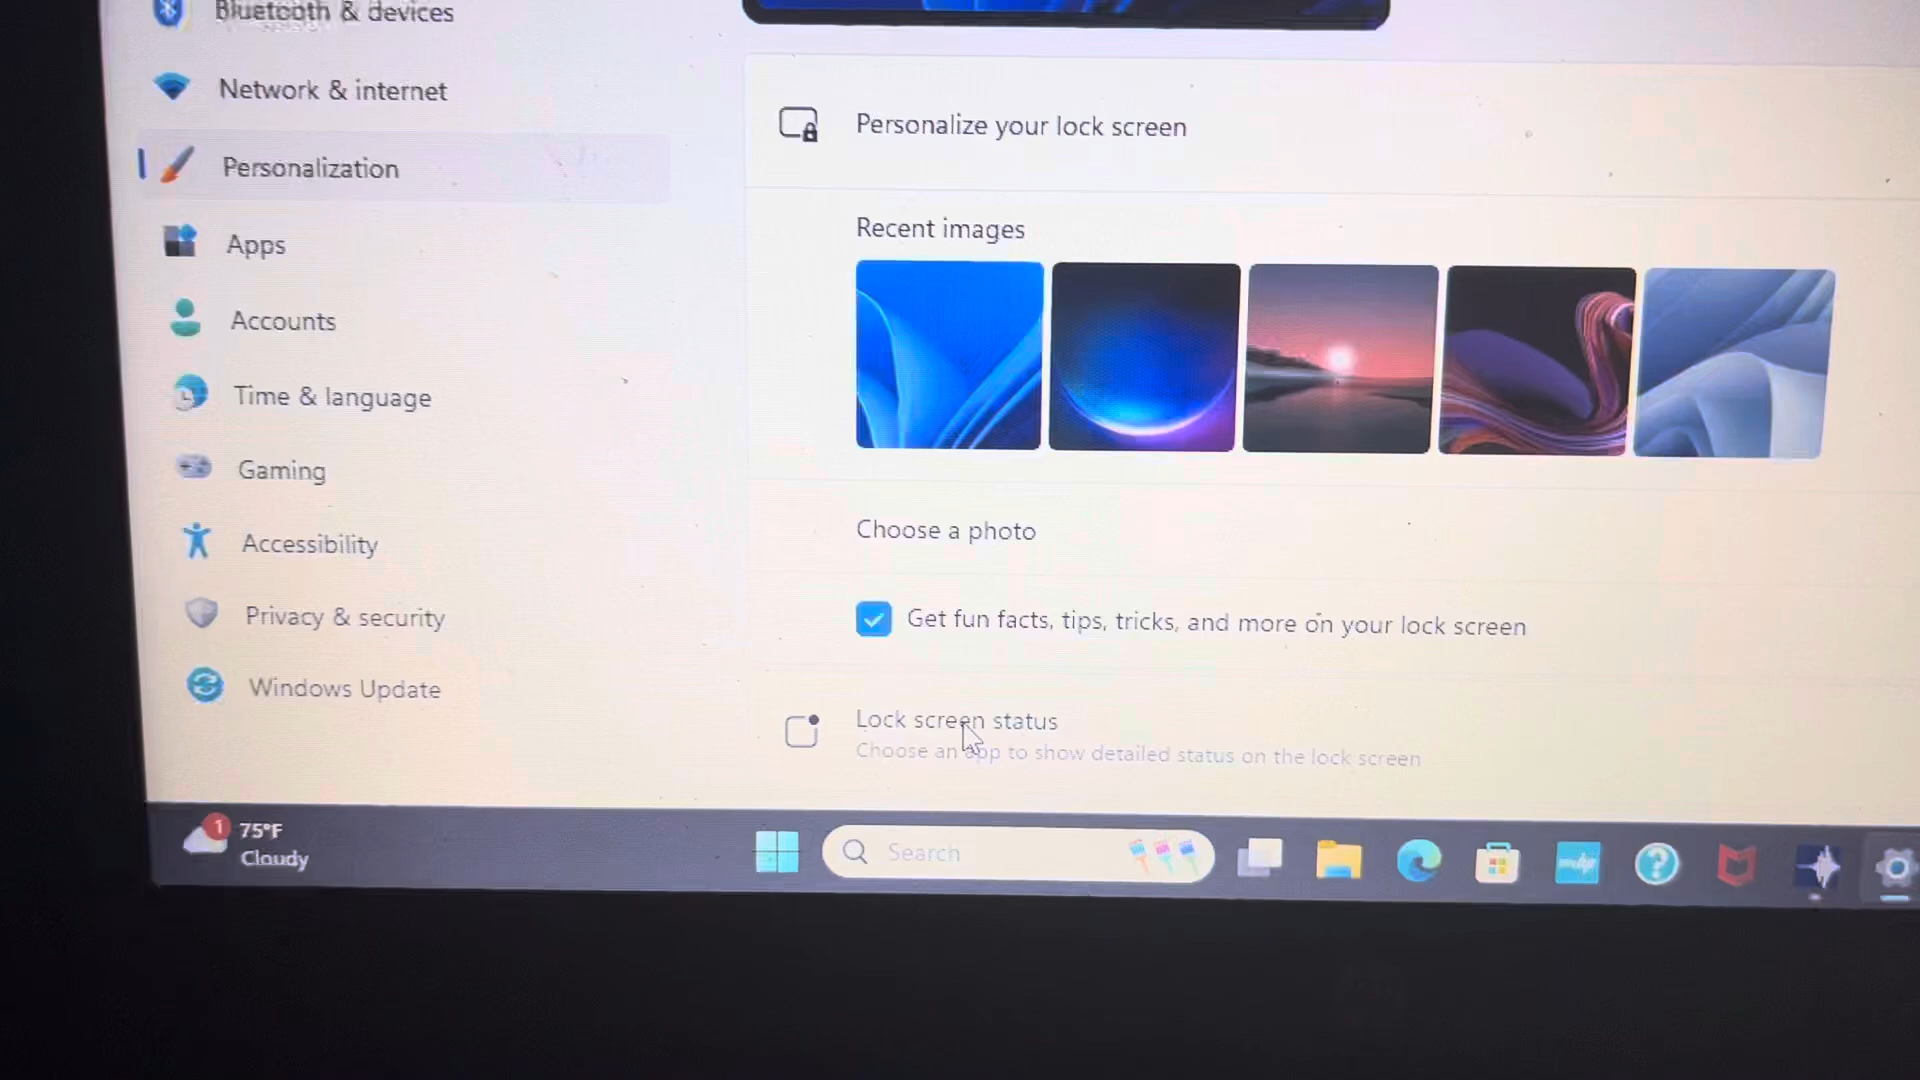 Bluetooth & devices
Network & internet
Personalization
Apps
Accounts
Time & language
Gaming
Accessibility
Privacy & security
Windows Update
Personalize your lock screen
Recent images
Choose a photo
Get fun facts, tips, tricks, and more on your lock screen
Lock screen status
Choose an app to show detailed status on the lock screen
1
75°F
Cloudy
Search
?